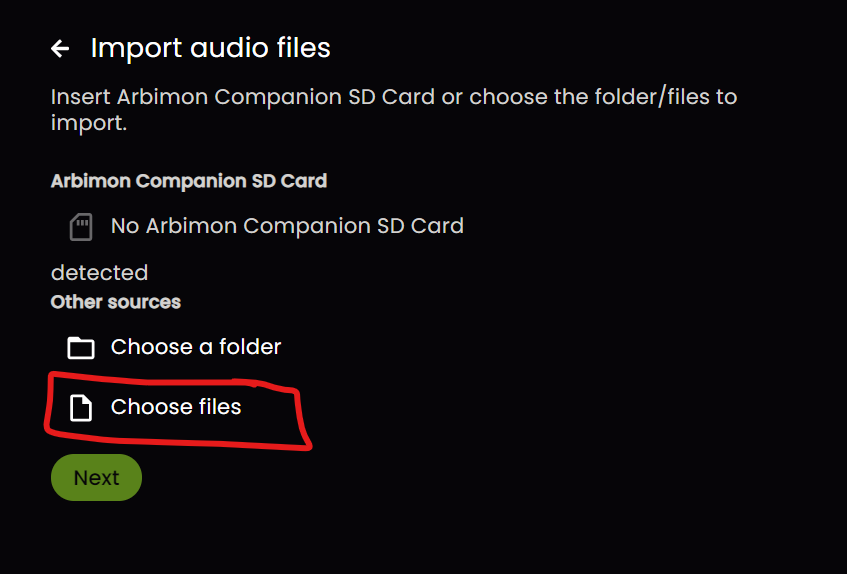 Import audio files
Insert Arbimon Companion SD Card or choose the folder/files to
import.
Arbimon Companion SD Card
No Arbimon Companion SD Card
detected
Other sources
Choose a folder
Choose files
Next